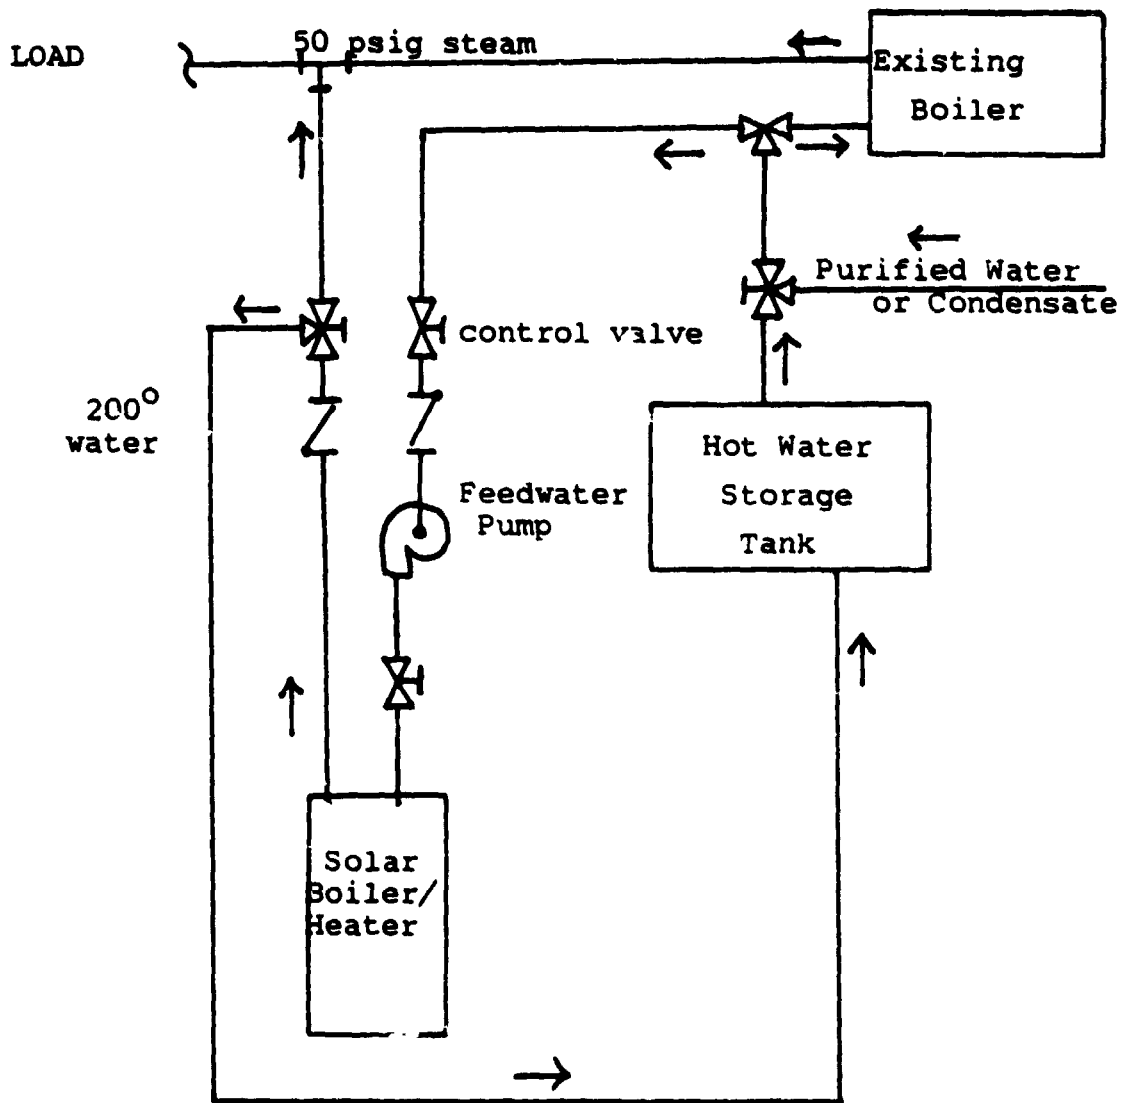 LOAD
50 psig steam
Existing
Boiler
Purified Water
or Condensate
control valve
200°
water
Hot Water
Storage
Tank
Feedwater
Pump
Solar
Boiler/
Heater